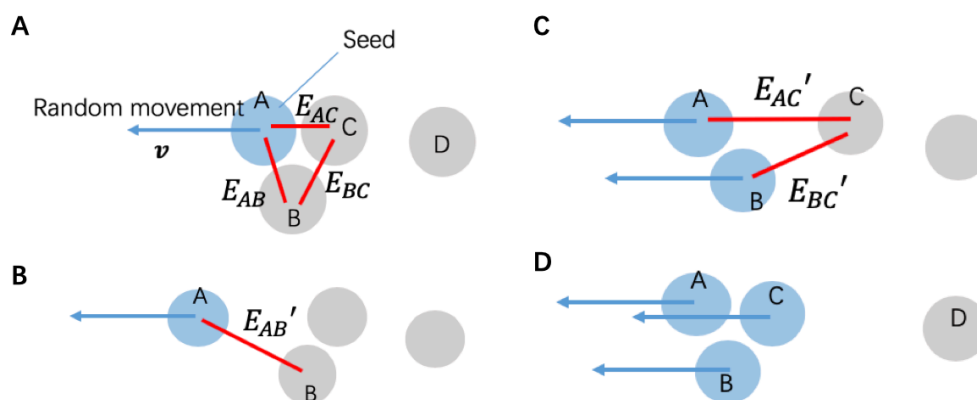 A
Seed
Random movement
A
E_AC
C
v
E_AB
B
E_BC
D
B
A
E_AB'
B
C
A
E_AC'
C
B
E_BC'
D
A
C
B
D